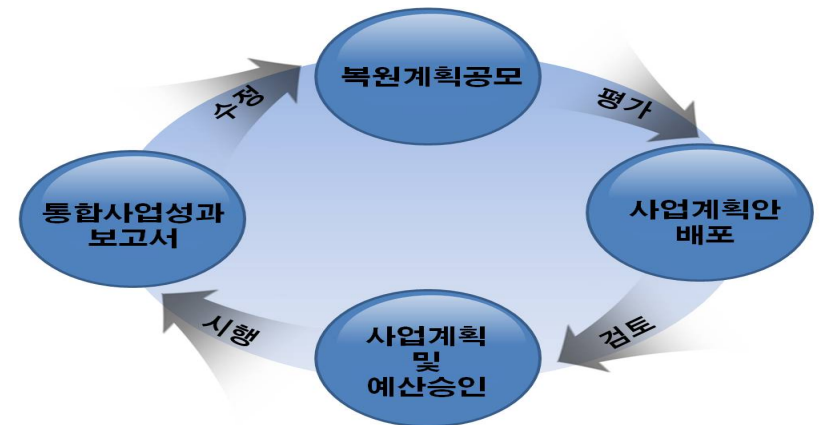 복원계획공모
수정
평가
통합사업성과
보고서
사업계획안
배포
시행
검토
사업계획
및
예산승인